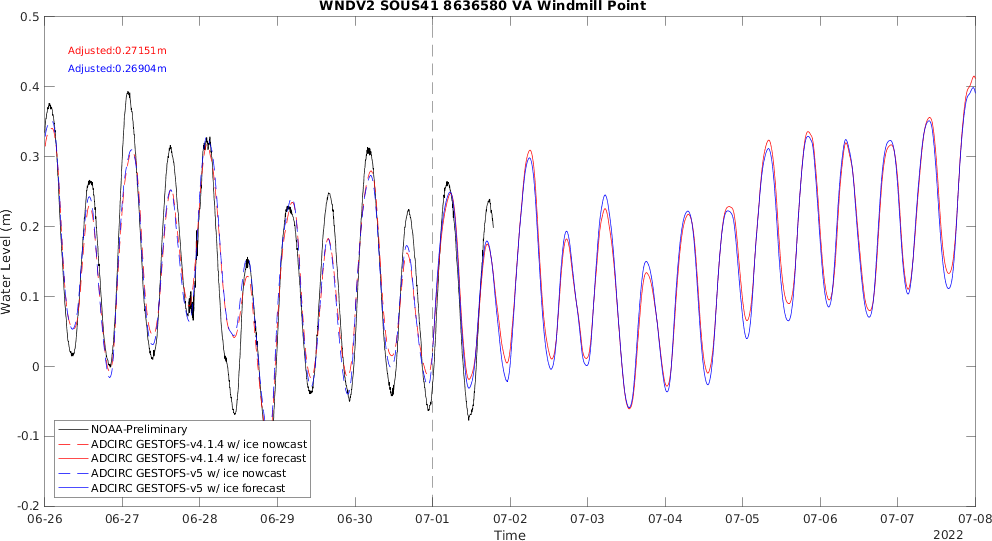 WNDV2 SOUS41 8636580 VA Windmill Point
Adjusted:0.27151m
Adjusted:0.26904m
Water Level (m)
0.5
0.4
0.3
0.2
0.1
0
-0.1
-0.2
NOAA-Preliminary
ADCIRC GESTOFS-v4.1.4 w/ ice nowcast
ADCIRC GESTOFS-v4.1.4 w/ ice forecast
ADCIRC GESTOFS-v5 w/ ice nowcast
ADCIRC GESTOFS-v5 w/ ice forecast
06-26 06-27 06-28 06-29 06-30 07-01 07-02 07-03 07-04 07-05 07-06 07-07 07-08
Time
2022